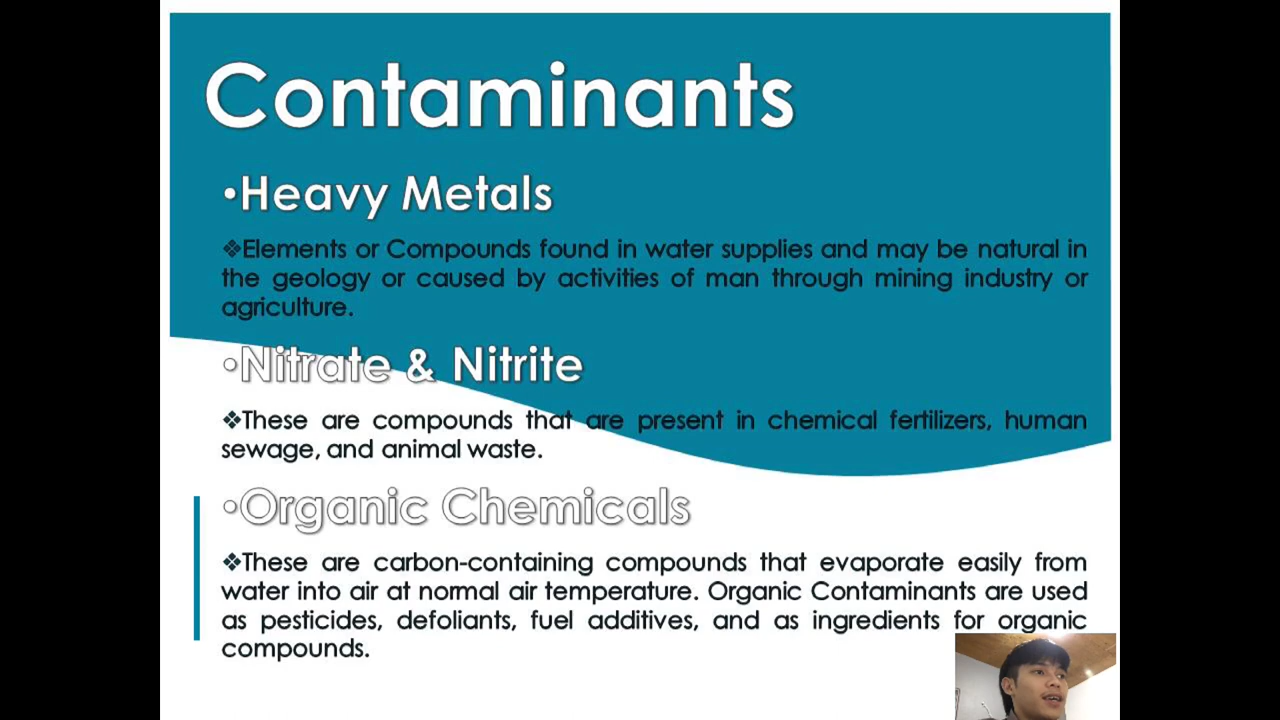 Contaminants
•Heavy Metals
❖Elements or Compounds found in water supplies and may be natural in
the geology or caused by activities of man through mining industry or
agriculture.
•Nitrate & Nitrite
❖These are compounds that are present in chemical fertilizers, human
sewage, and animal waste.
•Organic Chemicals
❖These are carbon-containing compounds that evaporate easily from
water into air at normal air temperature. Organic Contaminants are used
as pesticides, defoliants, fuel additives, and as ingredients for organic
compounds.